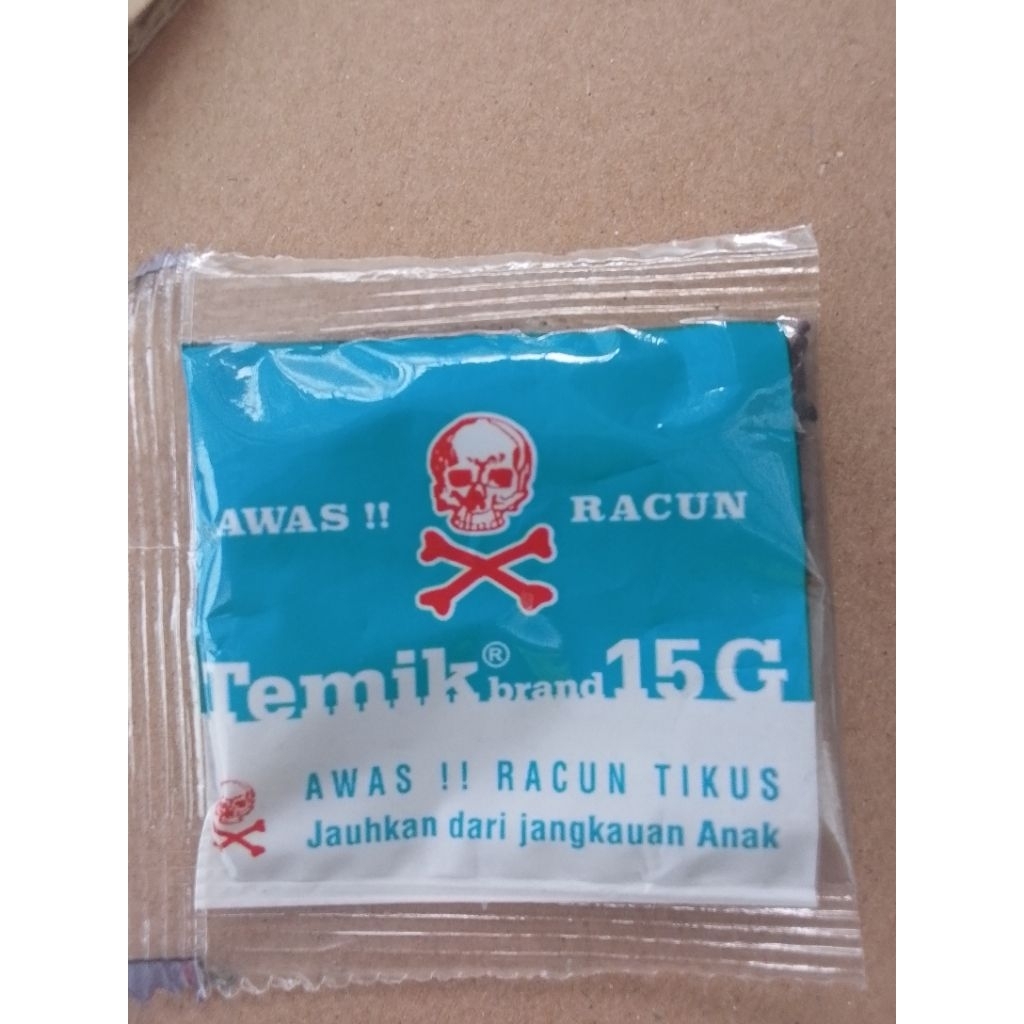 AWAS !! RACUN
Temik® brand 15G
AWAS !! RACUN TIKUS
Jauhkan dari jangkauan Anak